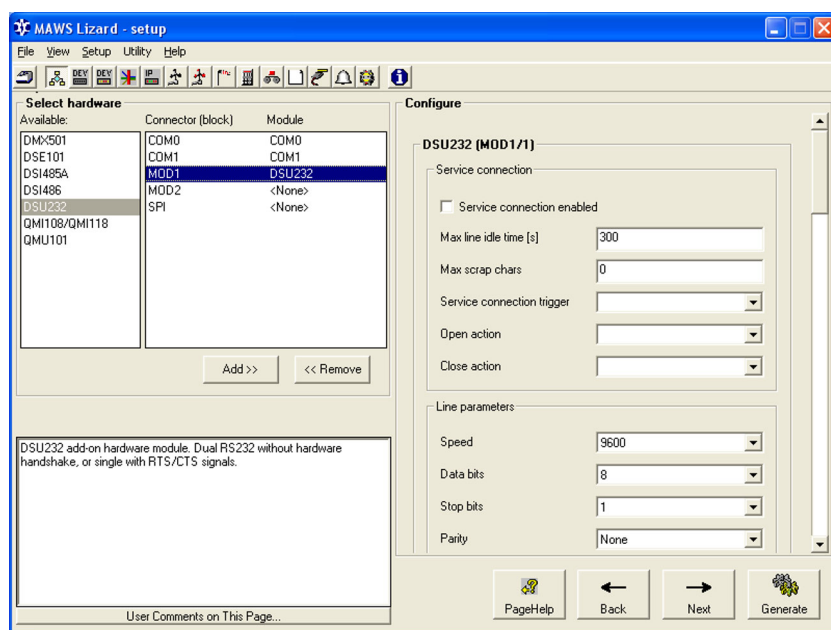 MAWS Lizard - setup
File View Setup Utility Help
DEV DEV IP
Select hardware
Available: Connector (block) Module
DMX501
DSE101
DSI485A
DSI486
DSU232
QMI108/QMI118
QMU101
COM0 COM0
COM1 COM1
MOD1 DSU232
MOD2 <None>
SPI <None>
Add >> << Remove
DSU232 add-on hardware module. Dual RS232 without hardware
handshake, or single with RTS/CTS signals.
User Comments on This Page...
Configure
DSU232 (MOD1/1)
Service connection
Service connection enabled
Max line idle time [s] 300
Max scrap chars 0
Service connection trigger
Open action
Close action
Line parameters
Speed 9600
Data bits 8
Stop bits 1
Parity None
PageHelp Back Next Generate